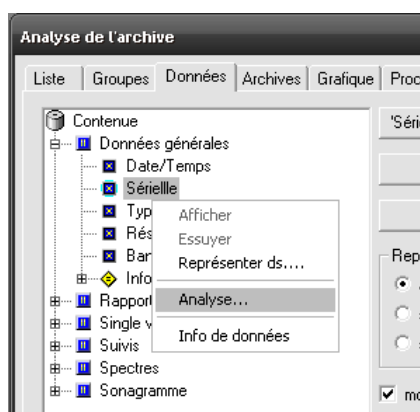 Analyse de l'archive
Liste Groupes Données Archives Grafique Proc
Contenue 'Séri
Données générales
Date/Temps
Sérielle
Typ Afficher
Rés Essuyer
Bar Représenter ds.... Rep
Info
Rapport Analyse...
Single v
Suivis Info de données
Spectres
Sonagramme mo